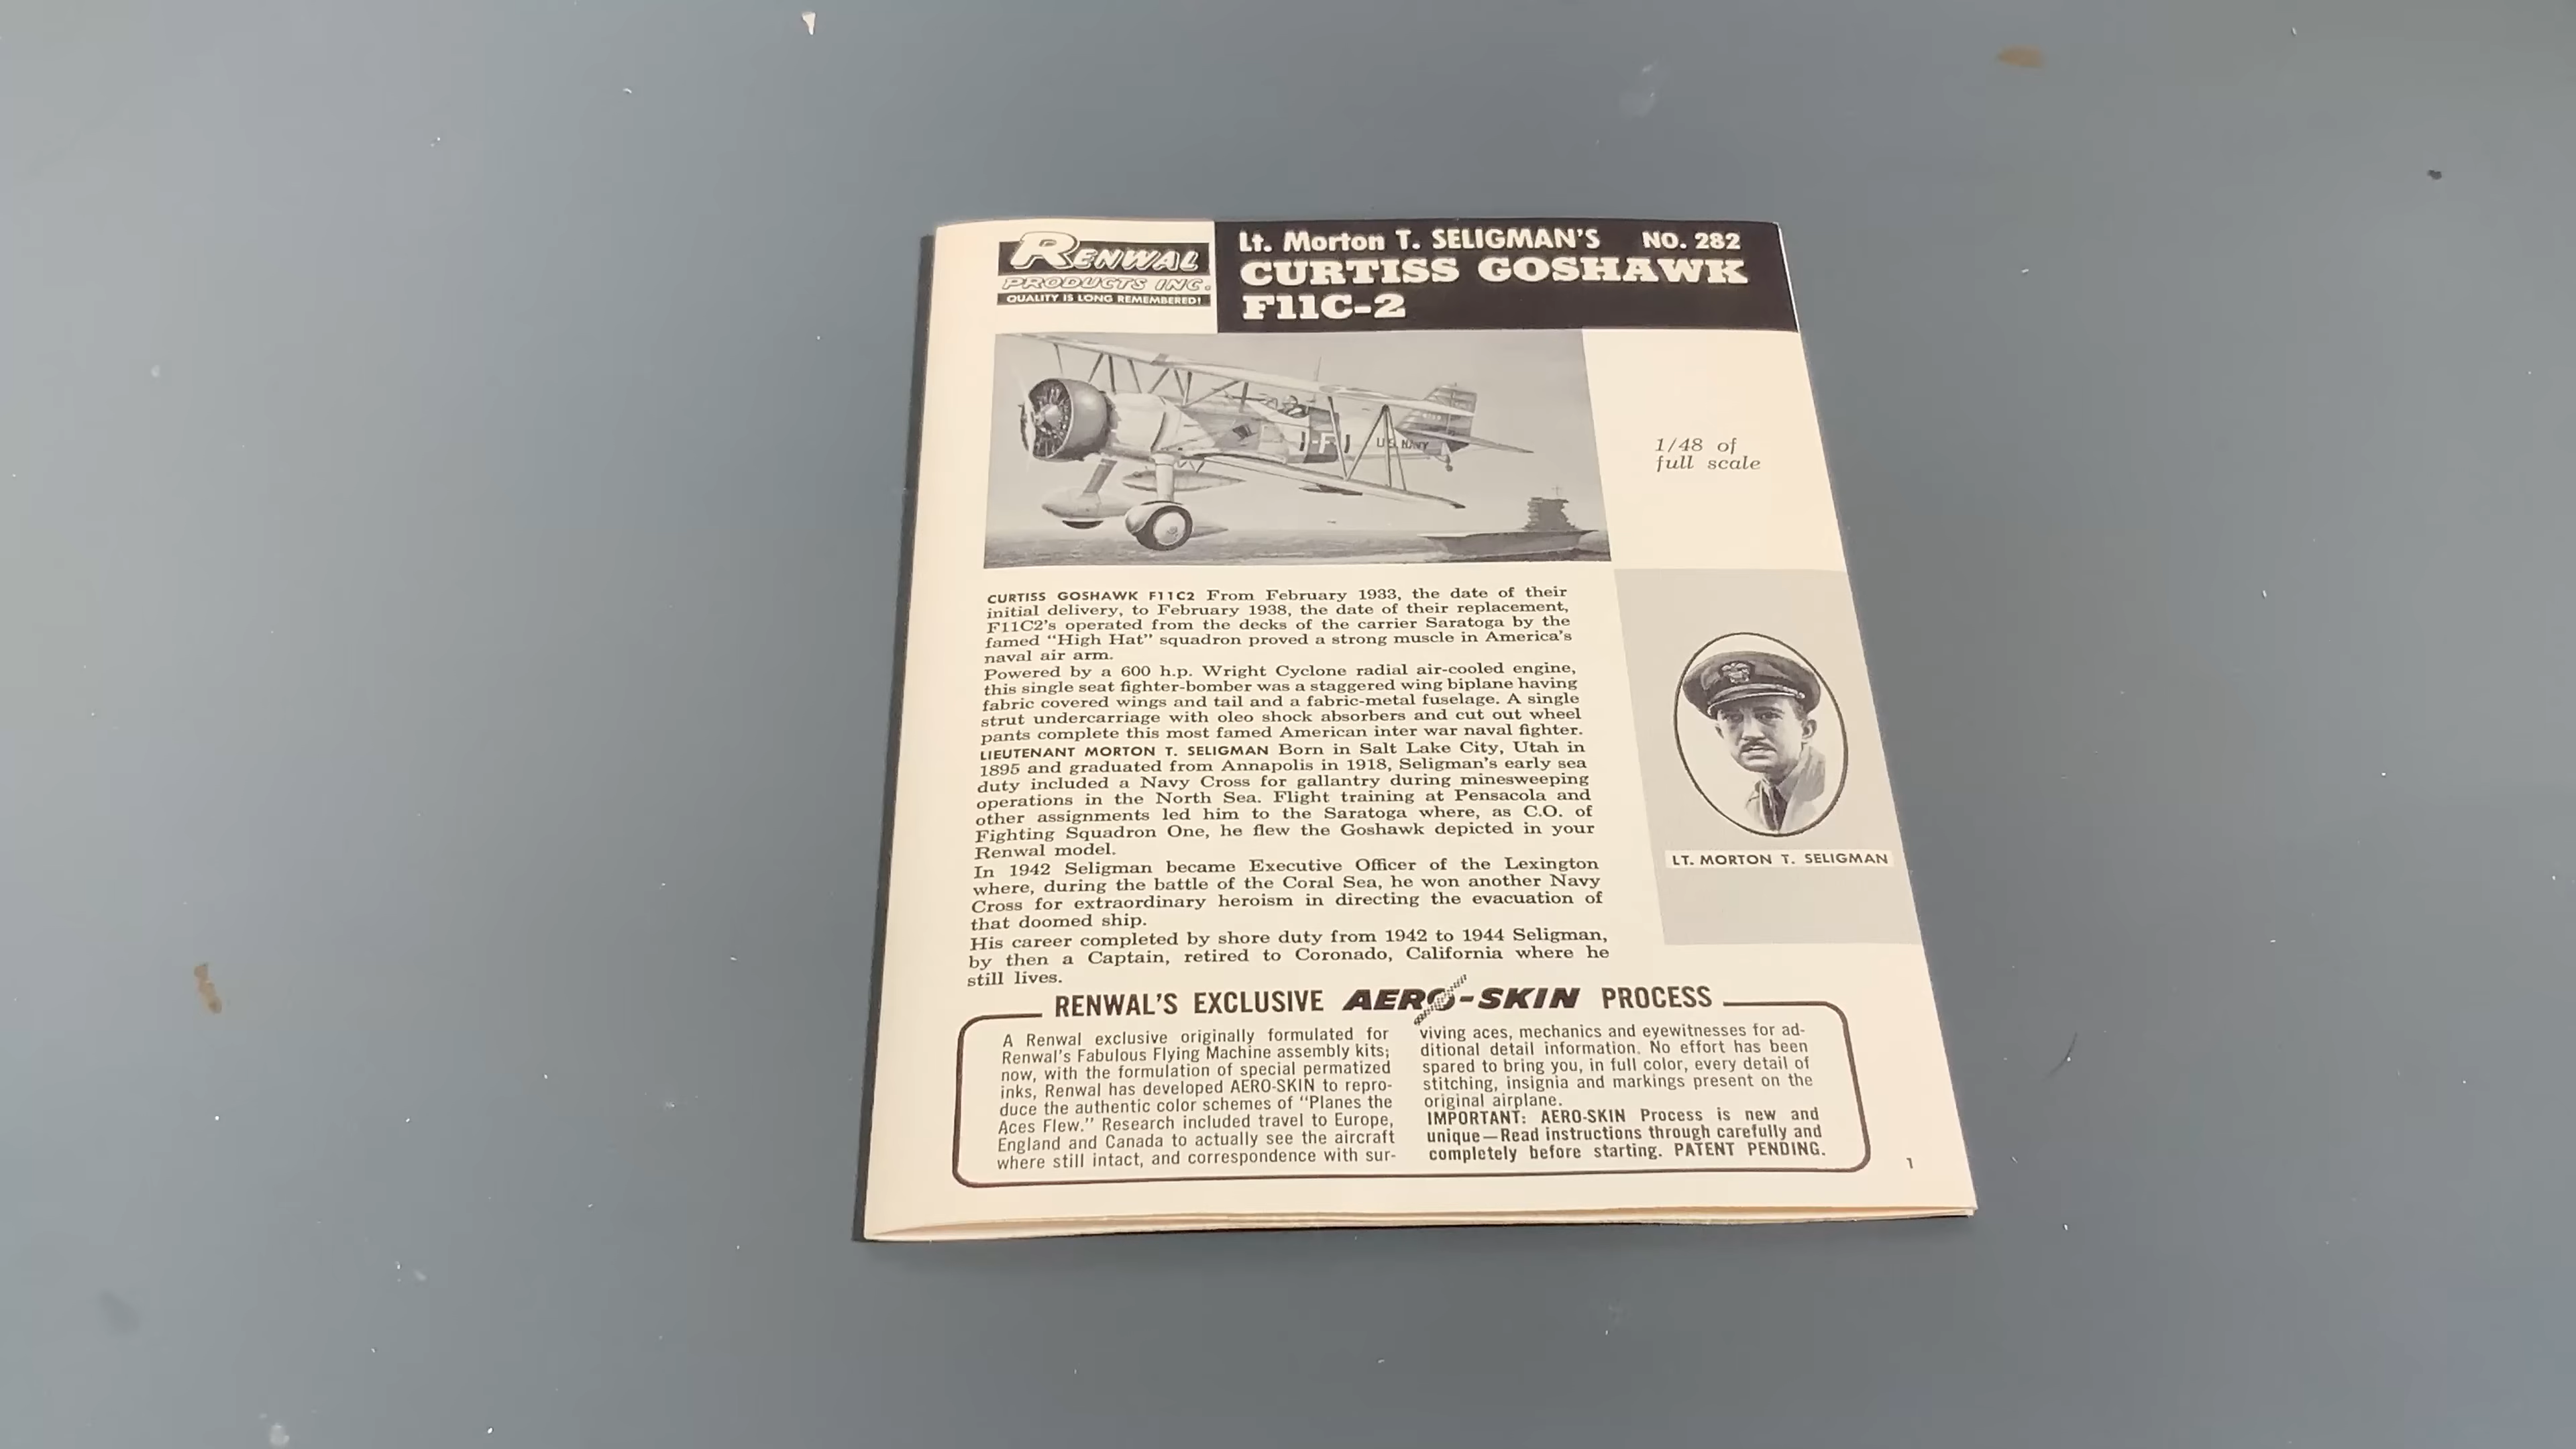 RENWAL
PRODUCTS INC.
QUALITY IS LONG REMEMBERED!
Lt. Morton T. SELIGMAN'S NO. 282
CURTISS GOSHAWK
F11C-2
U.S. NAVY
1/48 of
full scale
CURTISS GOSHAWK F11C2 From February 1933, the date of their
initial delivery, to February 1938, the date of their replacement,
F11C2's operated from the decks of the carrier Saratoga by the
famed "High Hat" squadron proved a strong muscle in America's
naval air arm.
Powered by a 600 h.p. Wright Cyclone radial air-cooled engine,
this single seat fighter-bomber was a staggered wing biplane having
fabric covered wings and tail and a fabric-metal fuselage. A single
strut undercarriage with oleo shock absorbers and cut out wheel
pants complete this most famed American inter war naval fighter.
LIEUTENANT MORTON T. SELIGMAN Born in Salt Lake City, Utah in
1895 and graduated from Annapolis in 1918, Seligman's early sea
duty included a Navy Cross for gallantry during minesweeping
operations in the North Sea. Flight training at Pensacola and
other assignments led him to the Saratoga where, as C.O. of
Fighting Squadron One, he flew the Goshawk depicted in your
Renwal model.
In 1942 Seligman became Executive Officer of the Lexington
where, during the battle of the Coral Sea, he won another Navy
Cross for extraordinary heroism in directing the evacuation of
that doomed ship.
His career completed by shore duty from 1942 to 1944 Seligman,
by then a Captain, retired to Coronado, California where he
still lives.
LT. MORTON T. SELIGMAN
RENWAL'S EXCLUSIVE AERO-SKIN PROCESS
A Renwal exclusive originally formulated for
Renwal's Fabulous Flying Machine assembly kits;
now, with the formulation of special permatized
inks, Renwal has developed AERO-SKIN to repro-
duce the authentic color schemes of "Planes the
Aces Flew." Research included travel to Europe,
England and Canada to actually see the aircraft
where still intact, and correspondence with sur-
viving aces, mechanics and eyewitnesses for ad-
ditional detail information. No effort has been
spared to bring you, in full color, every detail of
stitching, insignia and markings present on the
original airplane.
IMPORTANT: AERO-SKIN Process is new and
unique—Read instructions through carefully and
completely before starting. PATENT PENDING.
1